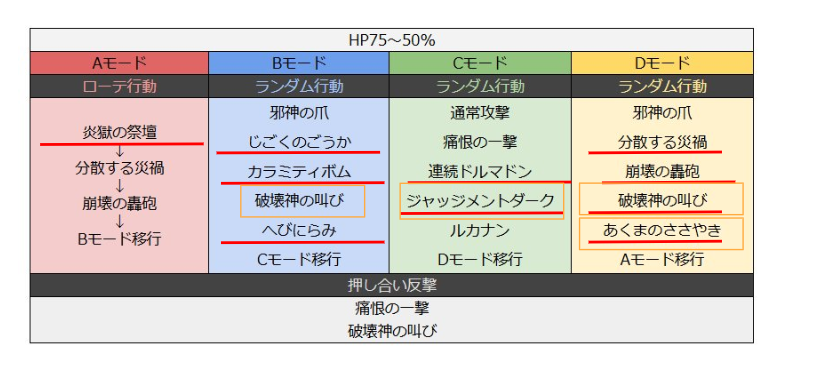 HP75～50%
Aモード Bモード Cモード Dモード
ローテ行動 ランダム行動 ランダム行動 ランダム行動
炎獄の祭壇
↓
分散する災禍
↓
崩壊の轟砲
↓
Bモード移行
邪神の爪
じごくのごうか
カラミティボム
破壊神の叫び
へびにらみ
Cモード移行
通常攻撃
痛恨の一撃
連続ドルマドン
ジャッジメントダーク
ルカナン
Dモード移行
邪神の爪
分散する災禍
崩壊の轟砲
破壊神の叫び
あくまのささやき
Aモード移行
押し合い反撃
痛恨の一撃
破壊神の叫び